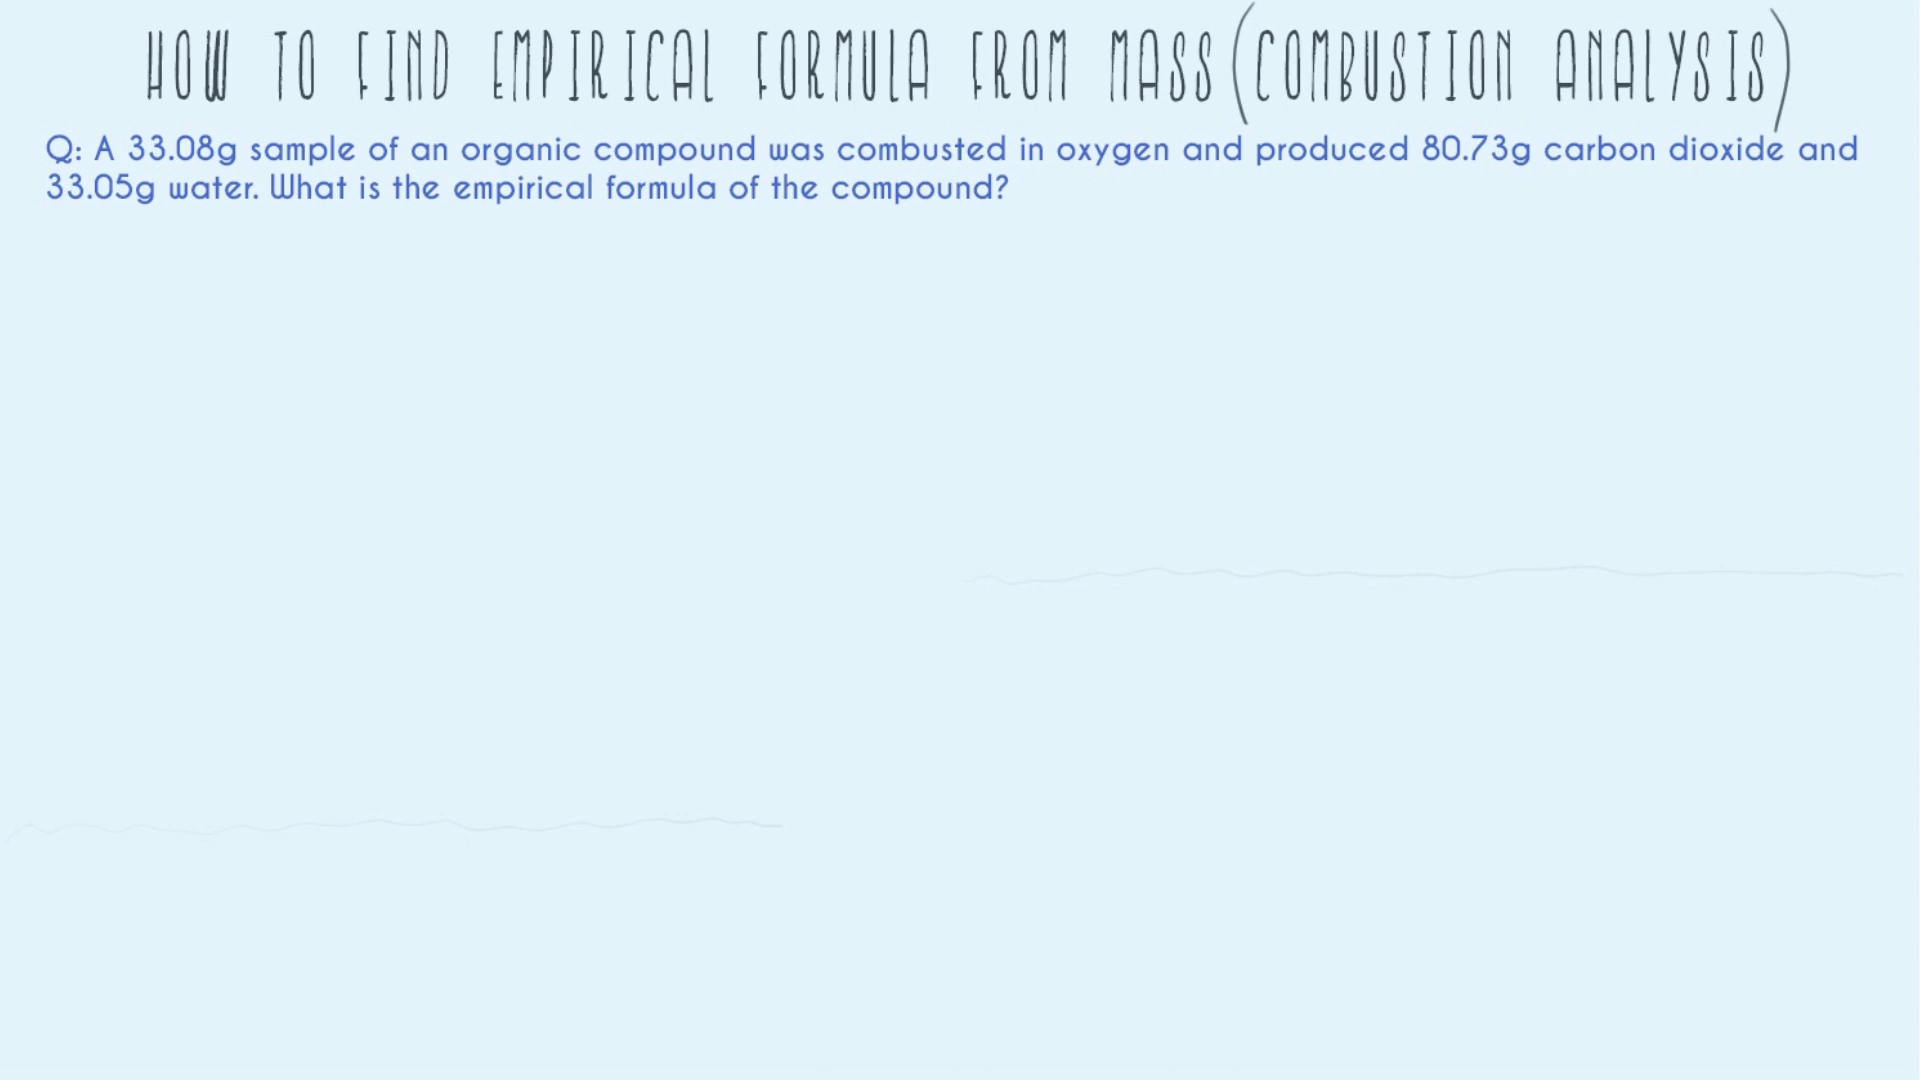 HOW TO FIND EMPIRICAL FORMULA FROM MASS (COMBUSTION ANALYSIS)
Q: A 33.08g sample of an organic compound was combusted in oxygen and produced 80.73g carbon dioxide and
33.05g water. What is the empirical formula of the compound?